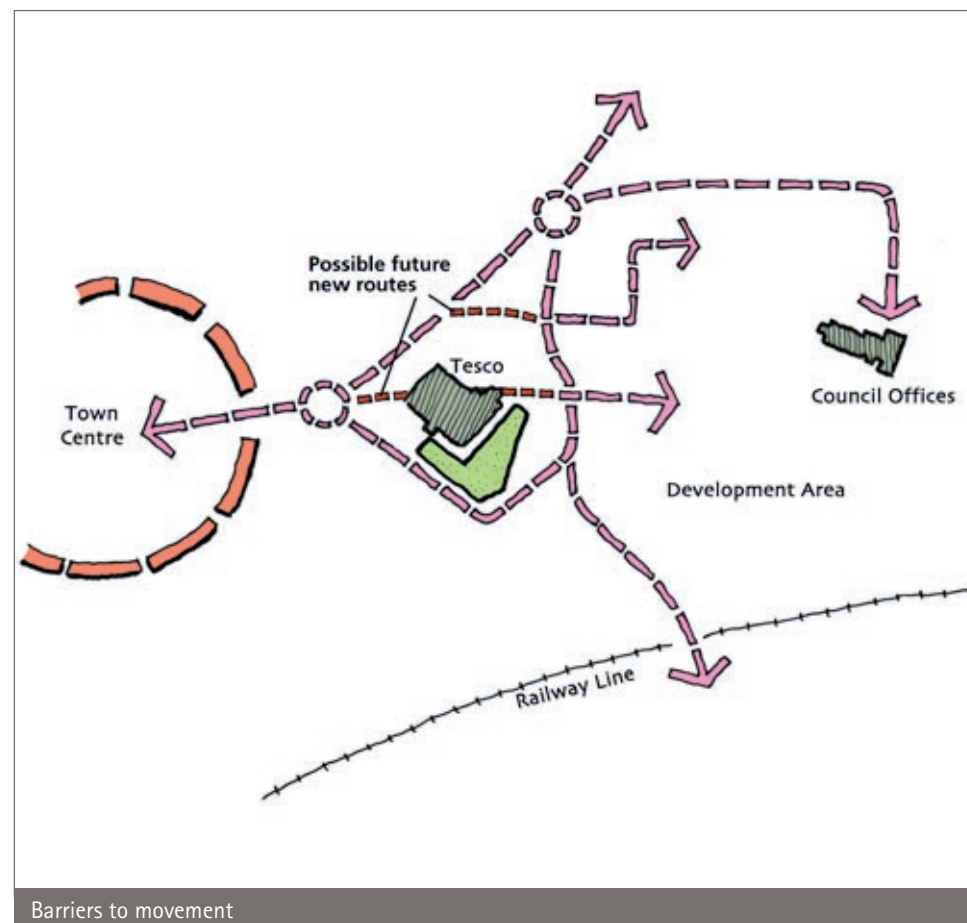 Possible future
new routes
Tesco
Town
Centre
Council Offices
Development Area
Railway Line
Barriers to movement